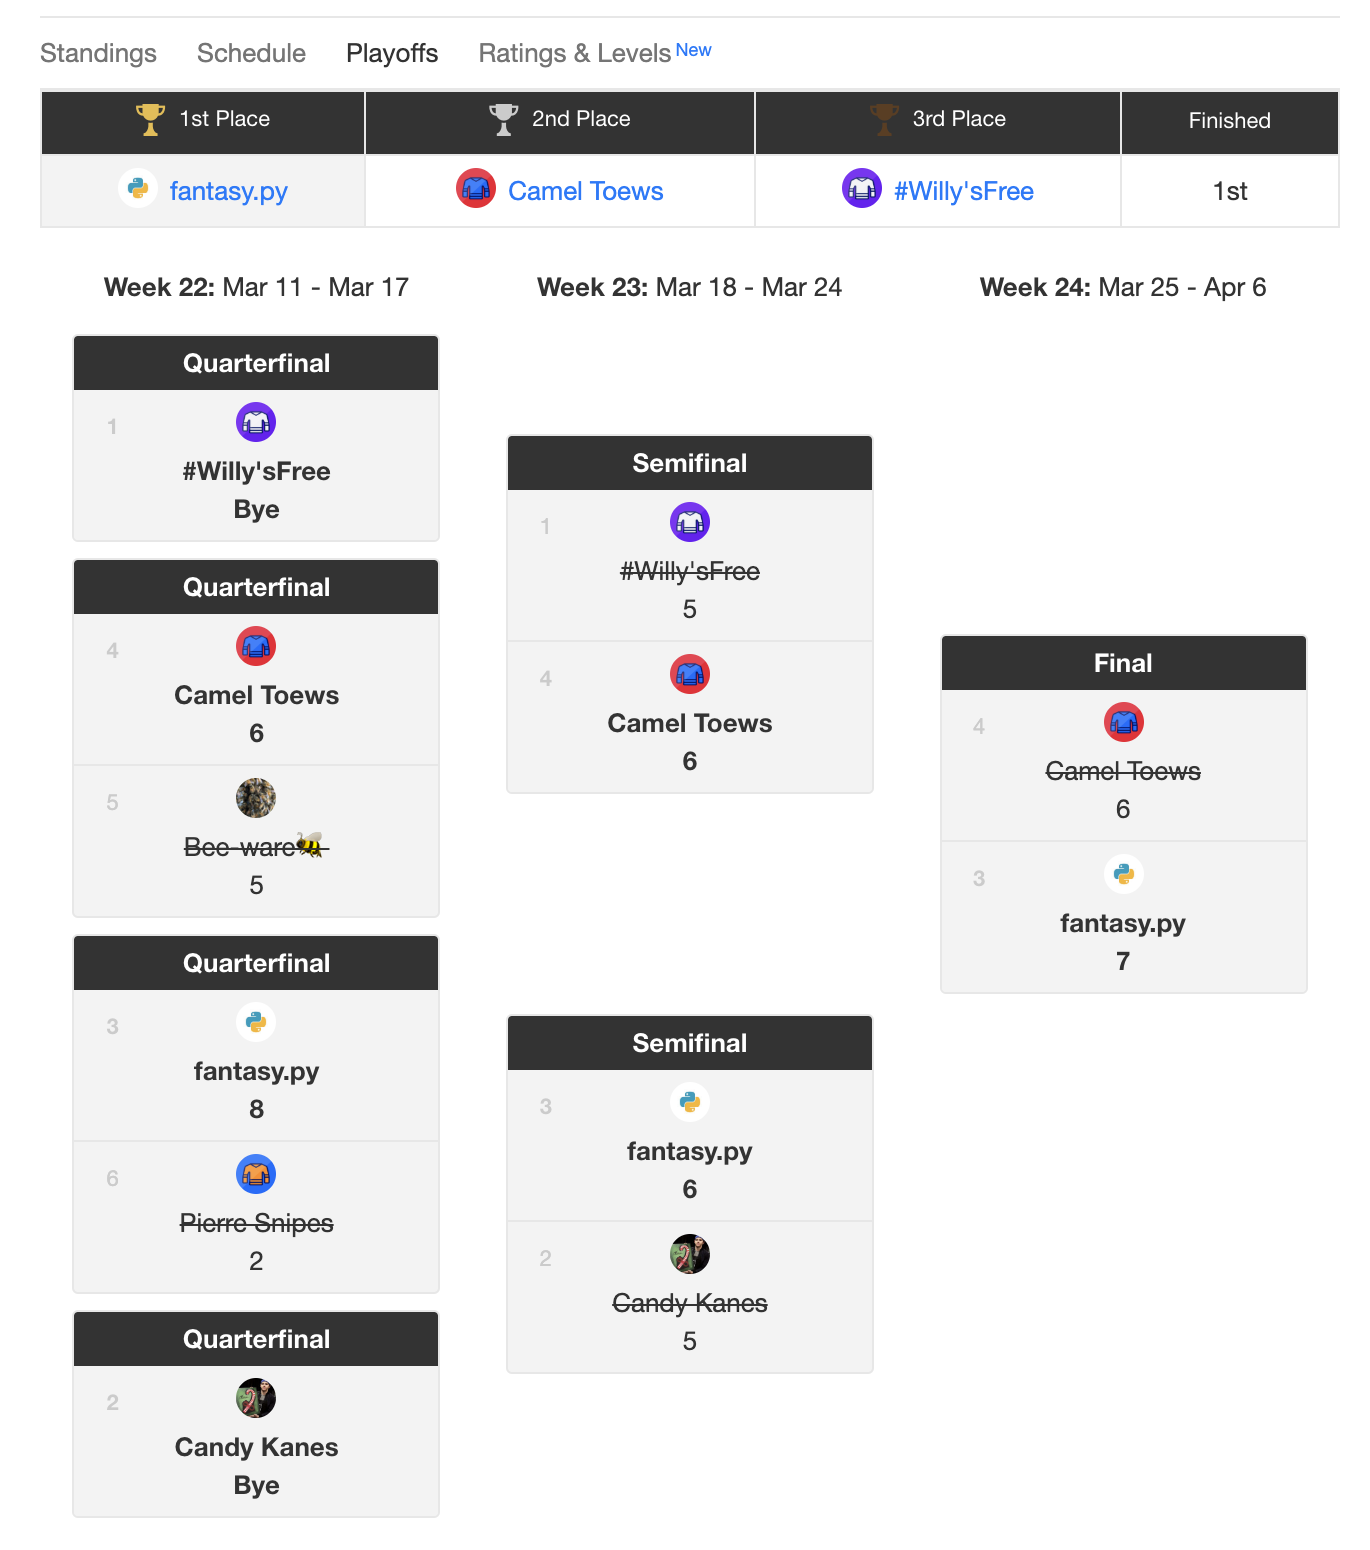 Standings Schedule Playoffs Ratings & Levels New
1st Place 2nd Place 3rd Place Finished
fantasy.py Camel Toews #Willy'sFree 1st
Week 22: Mar 11 - Mar 17
Quarterfinal
1
#Willy'sFree
Bye
Quarterfinal
4
Camel Toews
6
5
Bee-ware🐝
5
Quarterfinal
3
fantasy.py
8
6
Pierre Snipes
2
Quarterfinal
2
Candy Kanes
Bye
Week 23: Mar 18 - Mar 24
Semifinal
1
#Willy'sFree
5
4
Camel Toews
6
Semifinal
3
fantasy.py
6
2
Candy Kanes
5
Week 24: Mar 25 - Apr 6
Final
4
Camel Toews
6
3
fantasy.py
7